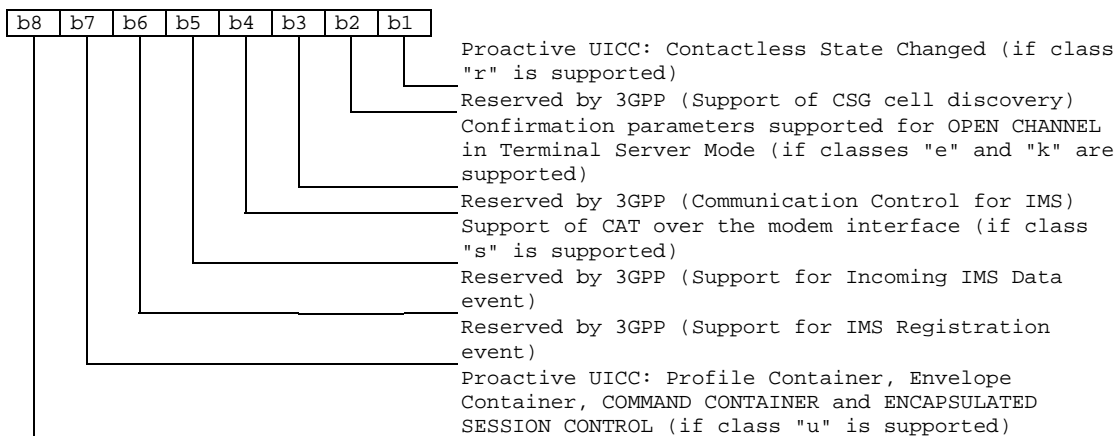 b8 b7 b6 b5 b4 b3 b2 b1
Proactive UICC: Contactless State Changed (if class
"r" is supported)
Reserved by 3GPP (Support of CSG cell discovery)
Confirmation parameters supported for OPEN CHANNEL
in Terminal Server Mode (if classes "e" and "k" are
supported)
Reserved by 3GPP (Communication Control for IMS)
Support of CAT over the modem interface (if class
"s" is supported)
Reserved by 3GPP (Support for Incoming IMS Data
event)
Reserved by 3GPP (Support for IMS Registration
event)
Proactive UICC: Profile Container, Envelope
Container, COMMAND CONTAINER and ENCAPSULATED
SESSION CONTROL (if class "u" is supported)